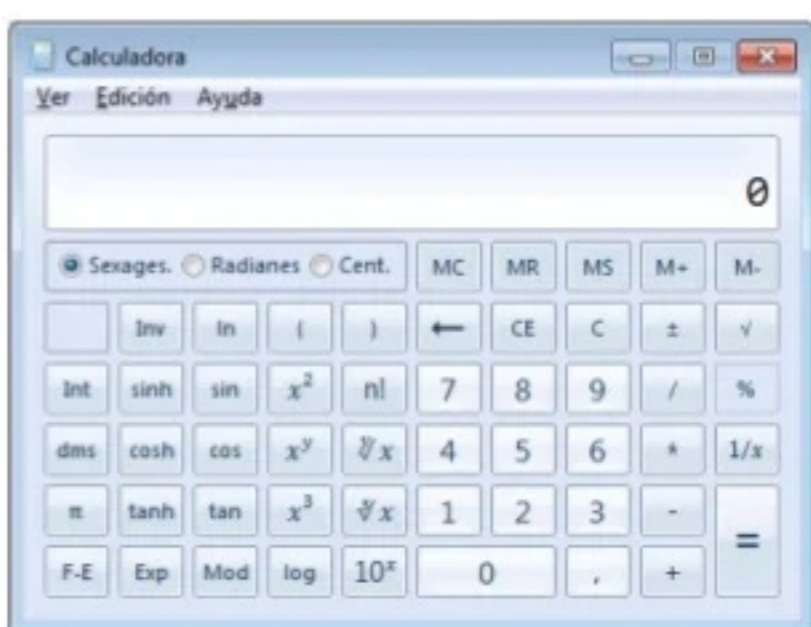 Calculadora
Ver Edición Ayuda
0
Sexages. Radianes Cent. MC MR MS M+ M-
Inv ln ( ) ← CE C ± √
Int sinh sin x² n! 7 8 9 / %
dms cosh cos xʸ ʸ√x 4 5 6 * 1/x
π tanh tan x³ 1 2 3 - =
F-E Exp Mod log 10ˣ 0 , +